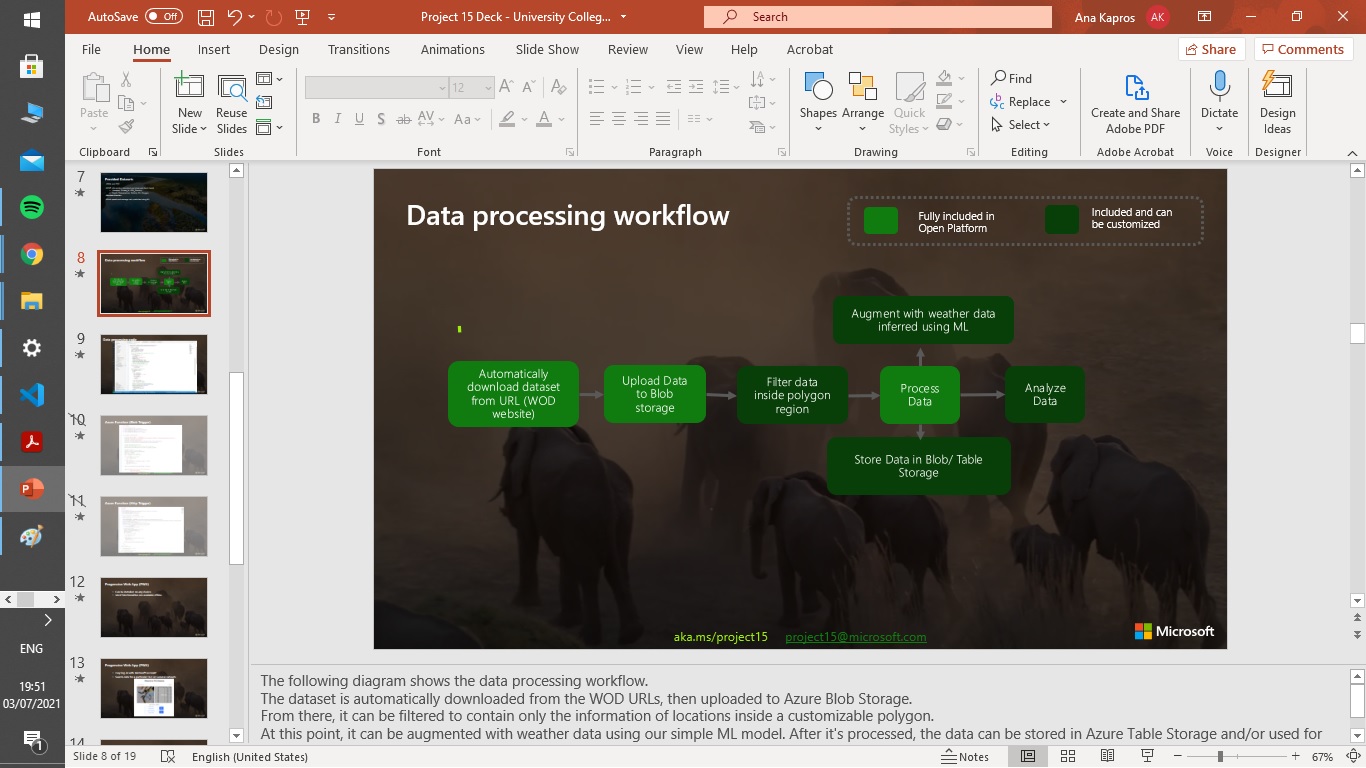 AutoSave Off
Project 15 Deck - University Colleg...
Search
Ana Kapros AK
File Home Insert Design Transitions Animations Slide Show Review View Help Acrobat
Share Comments
Paste
New Slide
Reuse Slides
12
B I U S ab AV Aa A
Shapes Arrange Quick Styles
Find
Replace
Select
Create and Share Adobe PDF
Dictate
Design Ideas
Clipboard Slides Font Paragraph Drawing Editing Adobe Acrobat Voice Designer
7
8
9
10
11
12
13
14
Data processing workflow
Fully included in
Open Platform
Included and can
be customized
Augment with weather data
inferred using ML
Automatically
download dataset
from URL (WOD
website)
Upload Data
to Blob
storage
Filter data
inside polygon
region
Process
Data
Analyze
Data
Store Data in Blob/ Table
Storage
aka.ms/project15 project15@microsoft.com
Microsoft
The following diagram shows the data processing workflow.
The dataset is automatically downloaded from the WOD URLs, then uploaded to Azure Blob Storage.
From there, it can be filtered to contain only the information of locations inside a customizable polygon.
At this point, it can be augmented with weather data using our simple ML model. After it's processed, the data can be stored in Azure Table Storage and/or used for
ENG
19:51
03/07/2021
1
Slide 8 of 19 English (United States) Notes 67%